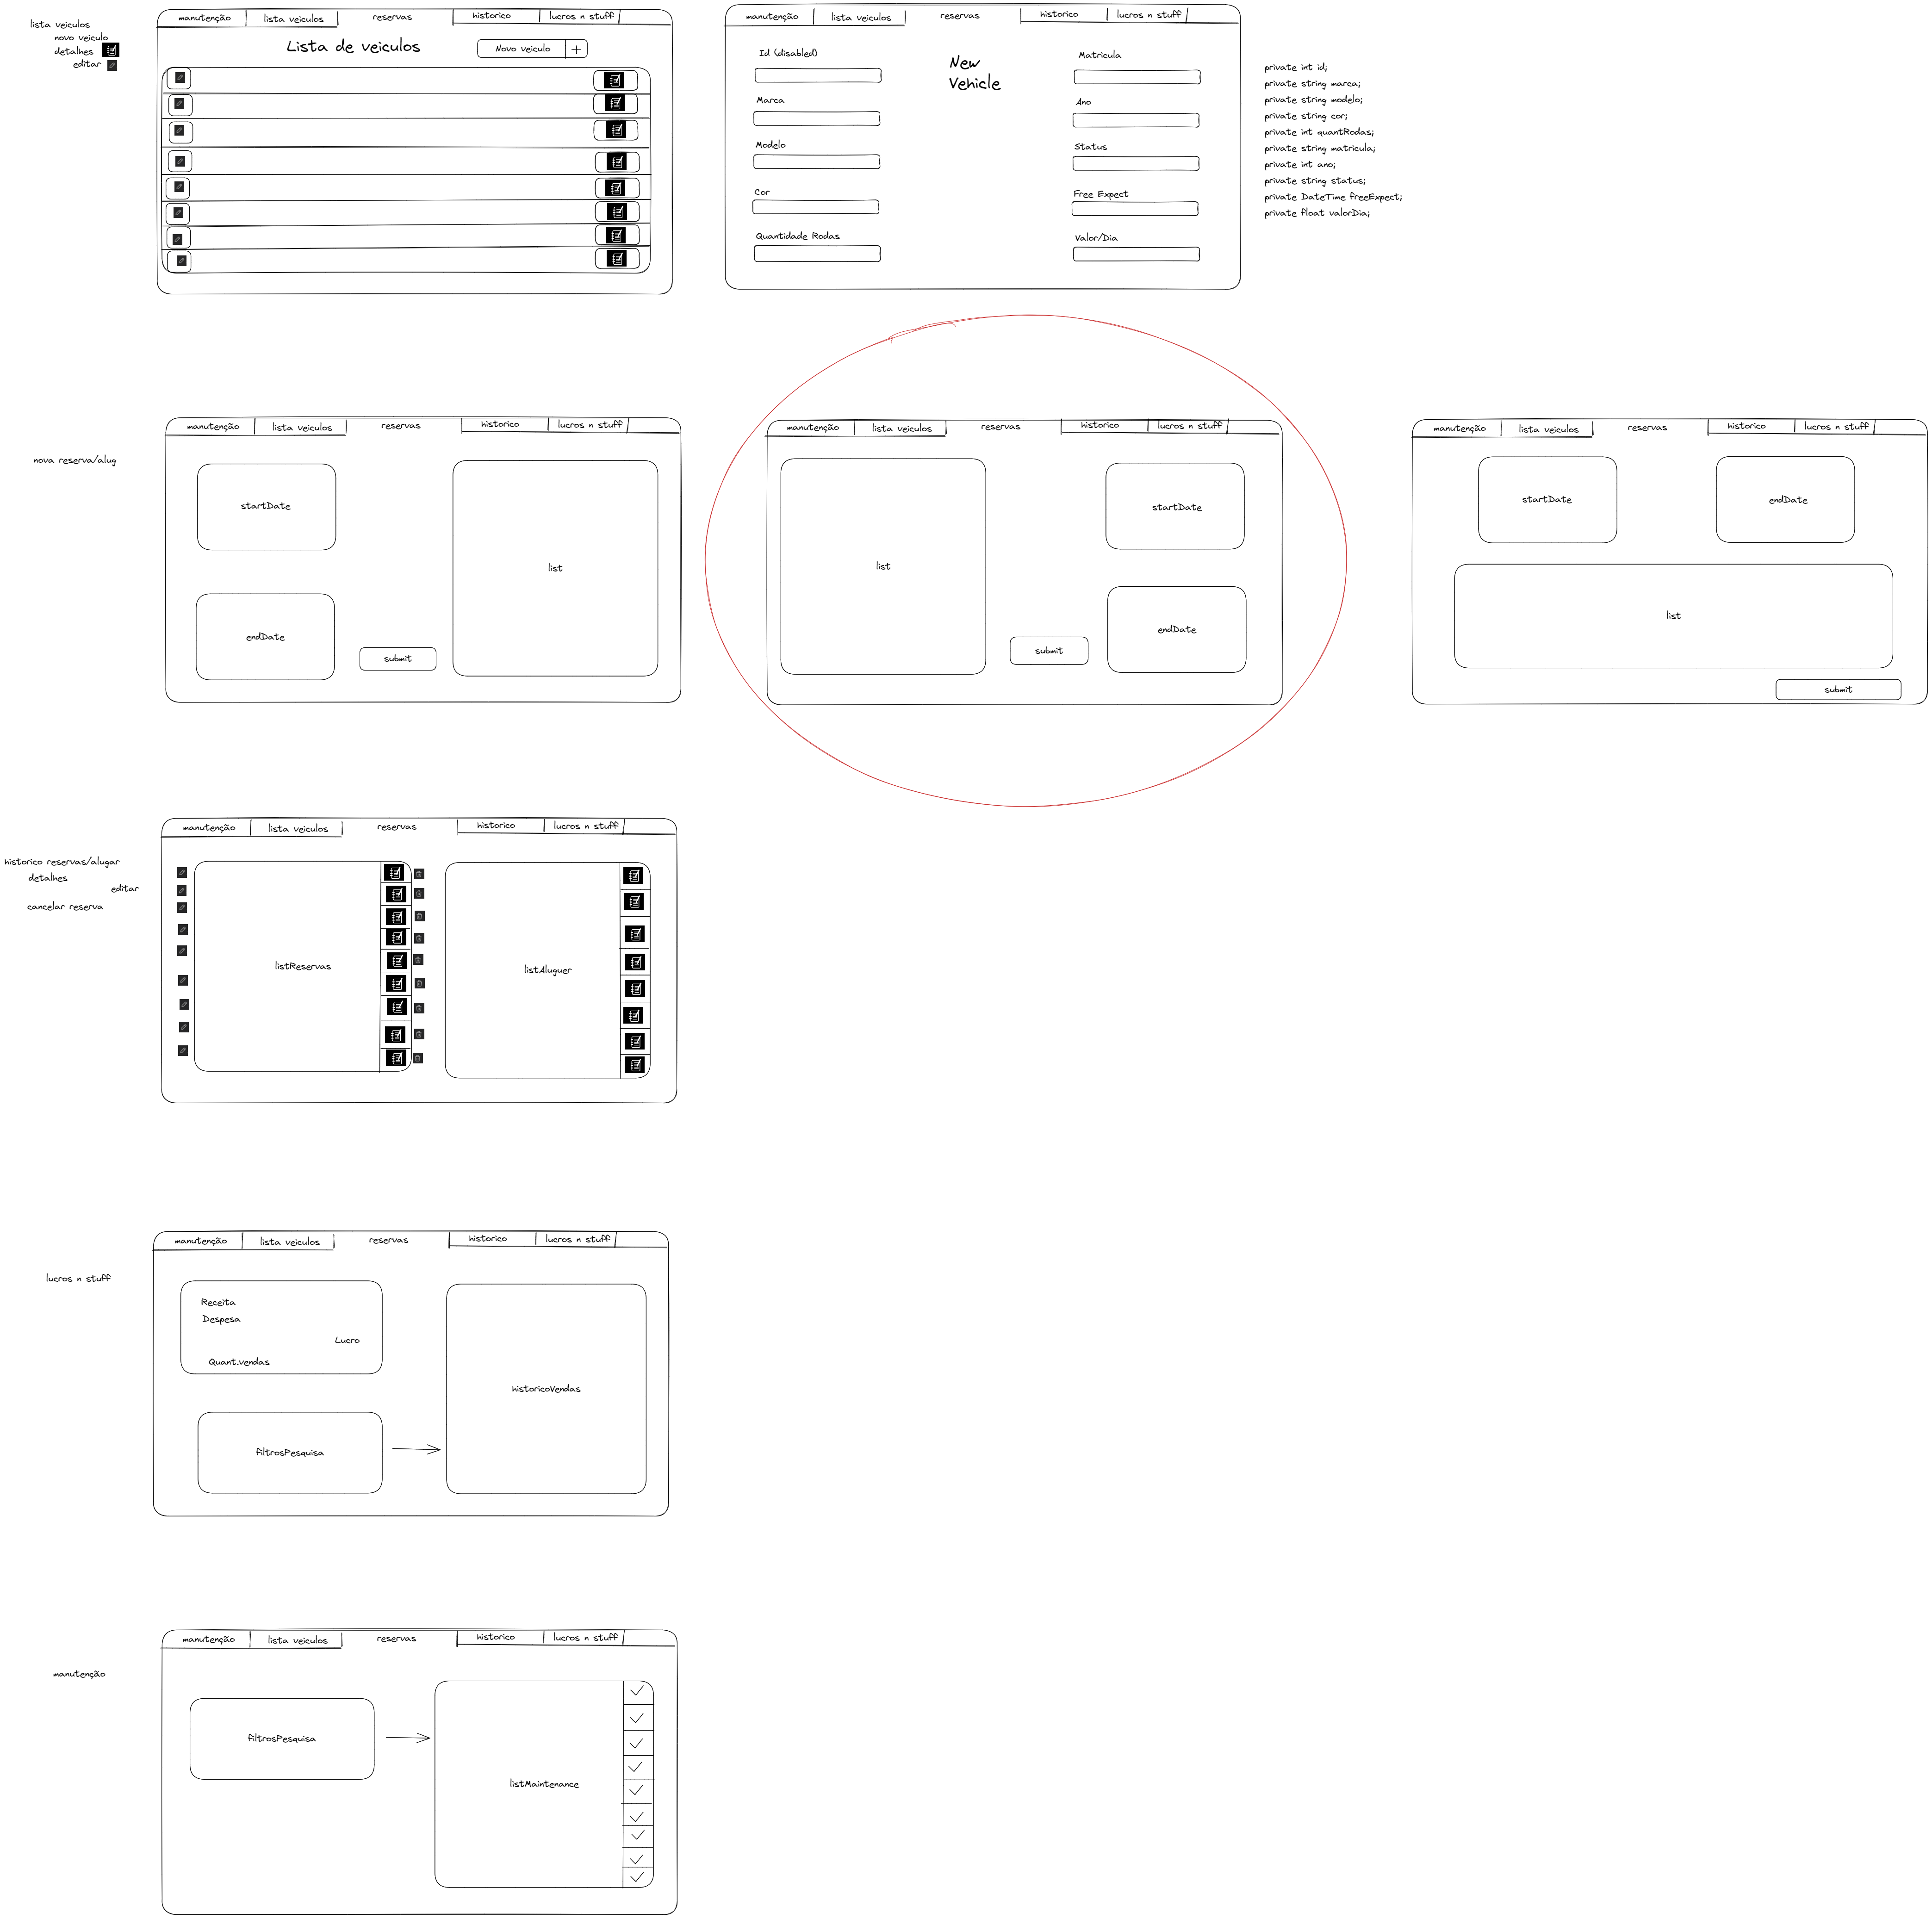 lista veiculos
novo veiculo
detalhes
editar
manutenção
lista veiculos
reservas
historico
lucros n stuff
Lista de veiculos
Novo veiculo
manutenção
lista veiculos
reservas
historico
lucros n stuff
Id (disabled)
Marca
Modelo
Cor
Quantidade Rodas
New
Vehicle
Matricula
Ano
Status
Free Expect
Valor/Dia
private int id;
private string marca;
private string modelo;
private string cor;
private int quantRodas;
private string matricula;
private int ano;
private string status;
private DateTime freeExpect;
private float valorDia;
nova reserva/alug
manutenção
lista veiculos
reservas
historico
lucros n stuff
startDate
endDate
submit
list
manutenção
lista veiculos
reservas
historico
lucros n stuff
list
submit
startDate
endDate
manutenção
lista veiculos
reservas
historico
lucros n stuff
startDate
endDate
list
submit
historico reservas/alugar
detalhes
editar
cancelar reserva
manutenção
lista veiculos
reservas
historico
lucros n stuff
listReservas
listAluguer
lucros n stuff
manutenção
lista veiculos
reservas
historico
lucros n stuff
Receita
Despesa
Lucro
Quant.vendas
filtrosPesquisa
historicoVendas
manutenção
manutenção
lista veiculos
reservas
historico
lucros n stuff
filtrosPesquisa
listMaintenance